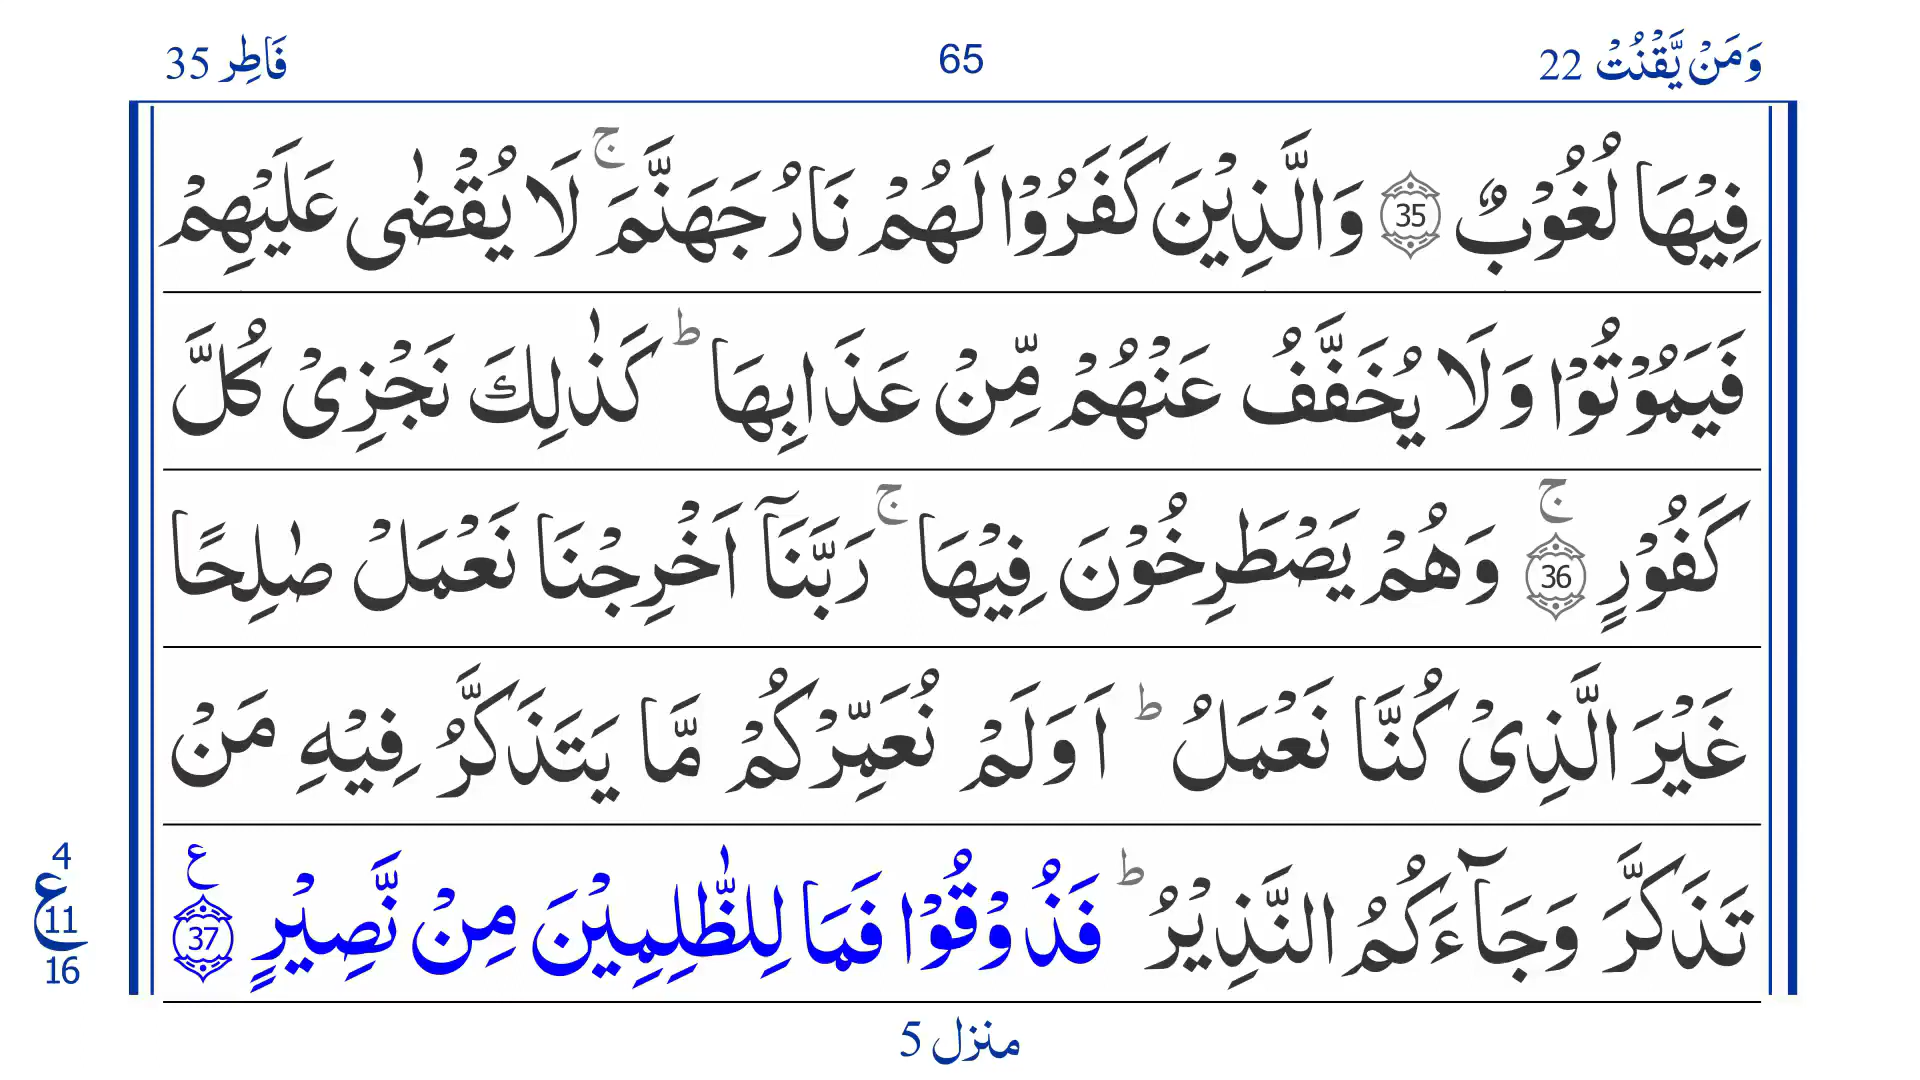 وَمَنْ يَّقْنُتْ 22 65 فَاطِر 35
فِيْهَا لُغُوْبٌ 35 وَالَّذِيْنَ كَفَرُوْا لَهُمْ نَارُ جَهَنَّمَ ۚ لَا يُقْضٰى عَلَيْهِمْ
فَيَمُوْتُوْا وَلَا يُخَفَّفُ عَنْهُمْ مِّنْ عَذَابِهَا ؕ كَذٰلِكَ نَجْزِىْ كُلَّ
كَفُوْرٍ 36 ۚ وَهُمْ يَصْطَرِخُوْنَ فِيْهَا ۚ رَبَّنَاۤ اَخْرِجْنَا نَعْمَلْ صٰلِحًا
غَيْرَ الَّذِىْ كُنَّا نَعْمَلُ ؕ اَوَلَمْ نُعَمِّرْكُمْ مَّا يَتَذَكَّرُ فِيْهِ مَنْ
تَذَكَّرَ وَجَآءَكُمُ النَّذِيْرُ ؕ فَذُوْقُوْا فَمَا لِلظّٰلِمِيْنَ مِنْ نَّصِيْرٍ 37 ع
4
ع 11
16
منزل 5